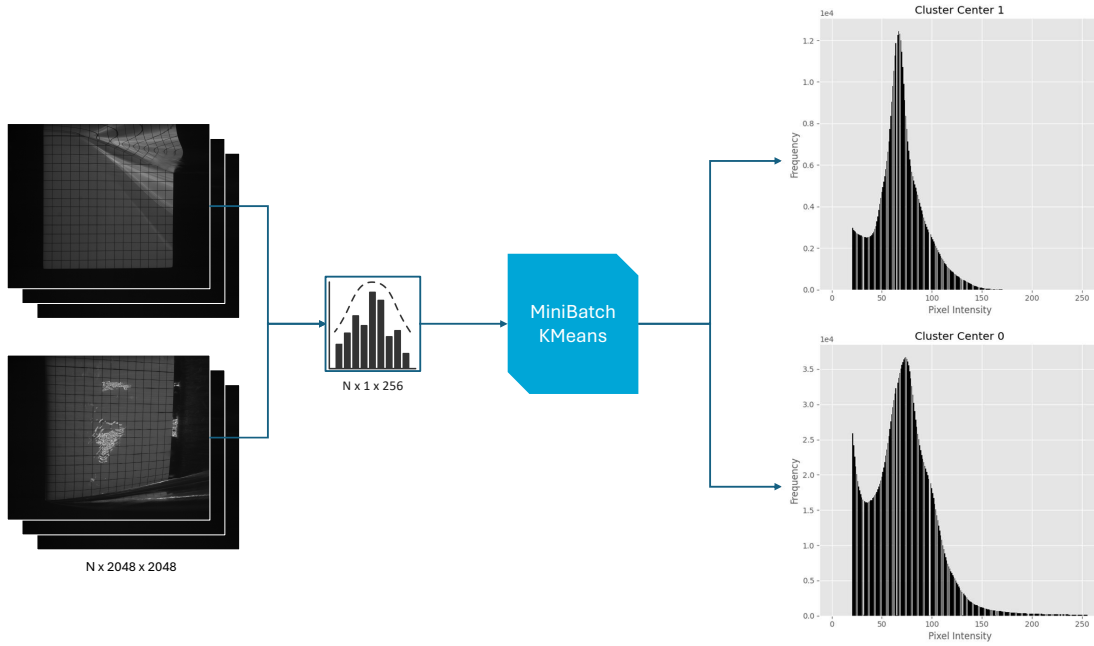 N x 2048 x 2048
N x 1 x 256
MiniBatch
KMeans
Cluster Center 1
1e4
1.2
1.0
0.8
0.6
0.4
0.2
0.0
Frequency
0
50
100
150
200
250
Pixel Intensity
Cluster Center 0
1e4
3.5
3.0
2.5
2.0
1.5
1.0
0.5
0.0
Frequency
0
50
100
150
200
250
Pixel Intensity